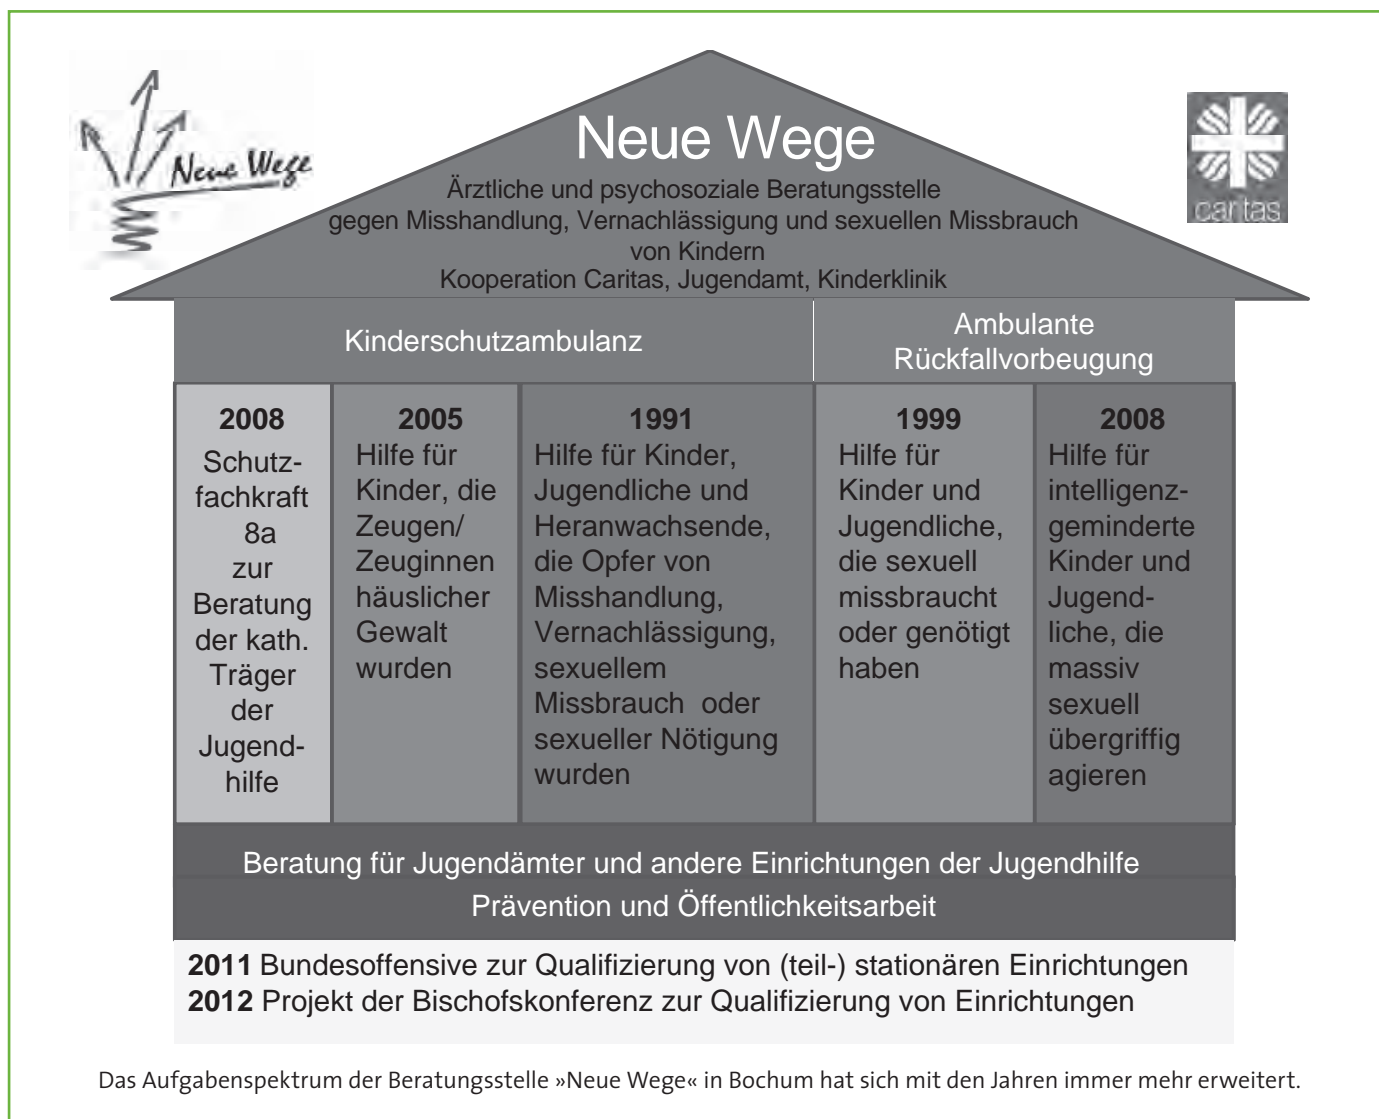 Neue Wege
caritas
Neue Wege
Ärztliche und psychosoziale Beratungsstelle
gegen Misshandlung, Vernachlässigung und sexuellen Missbrauch
von Kindern
Kooperation Caritas, Jugendamt, Kinderklinik
Kinderschutzambulanz
Ambulante
Rückfallvorbeugung
2008
Schutz-
fachkraft
8a
zur
Beratung
der kath.
Träger
der
Jugend-
hilfe
2005
Hilfe für
Kinder, die
Zeugen/
Zeuginnen
häuslicher
Gewalt
wurden
1991
Hilfe für Kinder,
Jugendliche und
Heranwachsende,
die Opfer von
Misshandlung,
Vernachlässigung,
sexuellem
Missbrauch oder
sexueller Nötigung
wurden
1999
Hilfe für
Kinder und
Jugendliche,
die sexuell
missbraucht
oder genötigt
haben
2008
Hilfe für
intelligenz-
geminderte
Kinder und
Jugend-
liche, die
massiv
sexuell
übergriffig
agieren
Beratung für Jugendämter und andere Einrichtungen der Jugendhilfe
Prävention und Öffentlichkeitsarbeit
2011 Bundesoffensive zur Qualifizierung von (teil-) stationären Einrichtungen
2012 Projekt der Bischofskonferenz zur Qualifizierung von Einrichtungen
Das Aufgabenspektrum der Beratungsstelle »Neue Wege« in Bochum hat sich mit den Jahren immer mehr erweitert.